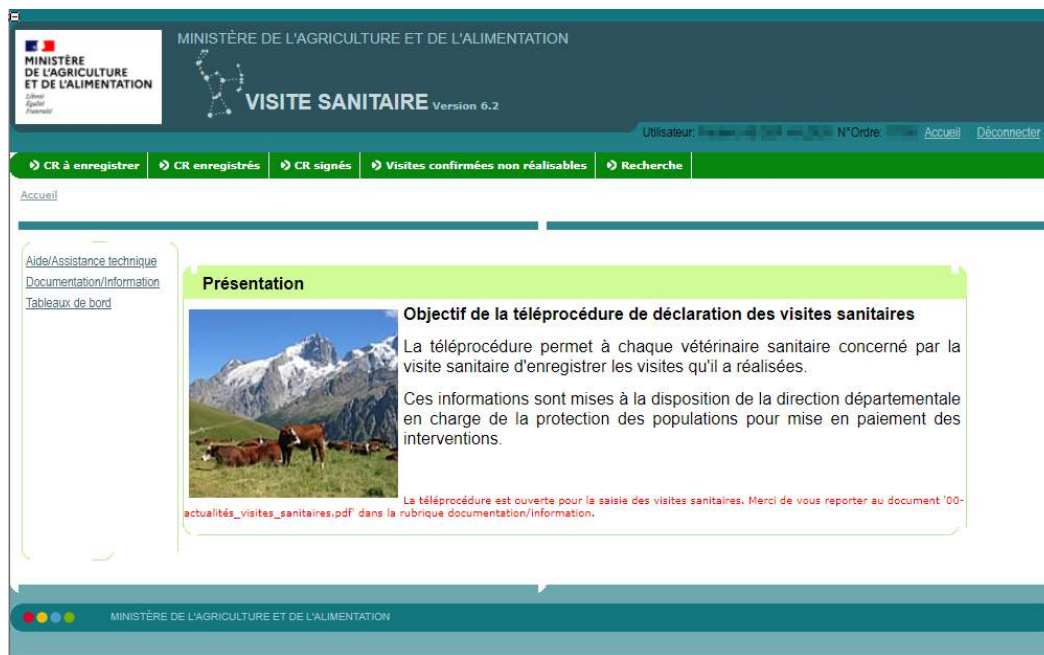 MINISTÈRE
DE L'AGRICULTURE
ET DE L'ALIMENTATION
Liberté
Égalité
Fraternité
MINISTÈRE DE L'AGRICULTURE ET DE L'ALIMENTATION
VISITE SANITAIRE Version 6.2
Utilisateur: N°Ordre: Accueil Déconnecter
CR à enregistrer CR enregistrés CR signés Visites confirmées non réalisables Recherche
Accueil
Aide/Assistance technique
Documentation/Information
Tableaux de bord
Présentation
Objectif de la téléprocédure de déclaration des visites sanitaires
La téléprocédure permet à chaque vétérinaire sanitaire concerné par la
visite sanitaire d'enregistrer les visites qu'il a réalisées.
Ces informations sont mises à la disposition de la direction départementale
en charge de la protection des populations pour mise en paiement des
interventions.
La téléprocédure est ouverte pour la saisie des visites sanitaires. Merci de vous reporter au document '00-
actualités_visites_sanitaires.pdf' dans la rubrique documentation/information.
MINISTÈRE DE L'AGRICULTURE ET DE L'ALIMENTATION